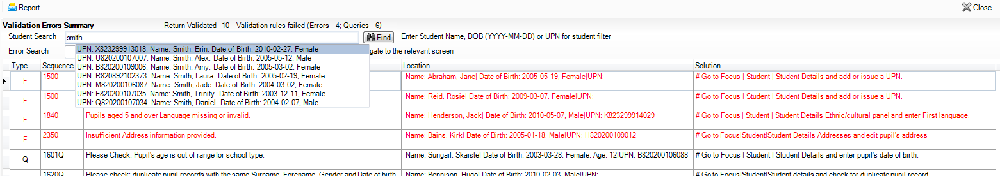 Report Close
Validation Errors Summary Return Validated - 10 Validation rules failed (Errors - 4; Queries - 6)
Student Search smith Find Enter Student Name, DOB (YYYY-MM-DD) or UPN for student filter
UPN: X823299913018. Name: Smith, Erin. Date of Birth: 2010-02-27, Female
Error Search gate to the relevant screen
UPN: U820200107007. Name: Smith, Alex. Date of Birth: 2005-05-12, Male
UPN: B820200109006. Name: Smith, Amy. Date of Birth: 2005-03-02, Female
UPN: R820892102373. Name: Smith, Laura. Date of Birth: 2005-02-19, Female
UPN: M820200106087. Name: Smith, Jade. Date of Birth: 2004-03-02, Female
UPN: E820200107035. Name: Smith, Trinity. Date of Birth: 2003-12-11, Female
UPN: Q820200107034. Name: Smith, Daniel. Date of Birth: 2004-02-07, Male
Type Sequence Location Solution
F 1500 Name: Abraham, Jane| Date of Birth: 2005-05-19, Female|UPN: # Go to Focus | Student | Student Details and add or issue a UPN.
F 1500 Name: Reid, Rosie| Date of Birth: 2009-03-07, Female|UPN: # Go to Focus | Student | Student Details and add or issue a UPN.
F 1840 Pupils aged 5 and over Language missing or invalid. Name: Henderson, Jack| Date of Birth: 2010-05-07, Male|UPN: K823299914029 # Go to Focus | Student | Student Details Ethnic/cultural panel and enter First language.
F 2350 Insufficient Address information provided. Name: Bains, Kirk| Date of Birth: 2005-01-18, Male|UPN: H820200109012 # Go to Focus|Student|Student Details Addresses and edit pupil's address
Q 1601Q Please Check: Pupil's age is out of range for school type. Name: Sungail, Skaiste| Date of Birth: 2003-03-28, Female, Age: 12|UPN: B820200106088 # Go to Focus | Student | Student Details and enter pupil's date of birth.
1620Q Please check: duplicate pupil records with the same Surname, Forename, Gender and Date of birth Name: Bennison, Hugo| Date of Birth: 2010-02-03, Male|UPN: # Go to Focus | Student | Student details and check for duplicate pupil record